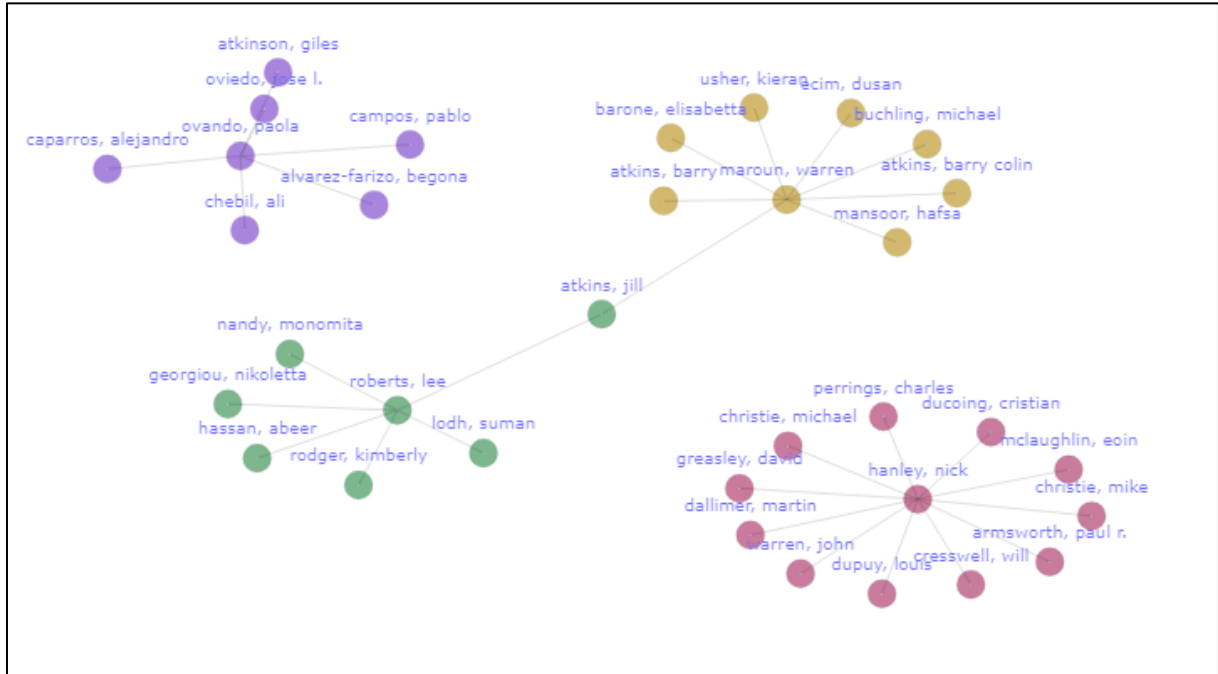 atkinson, giles
oviedo, jose l.
ovando, paola
campos, pablo
caparros, alejandro
alvarez-farizo, begona
chebil, ali
usher, kieran
ecim, dusan
barone, elisabetta
buchling, michael
atkins, barry
maroun, warren
atkins, barry colin
mansoor, hafsa
atkins, jill
nandy, monomita
georgiou, nikoletta
roberts, lee
hassan, abeer
lodh, suman
rodger, kimberly
perrings, charles
ducoing, cristian
christie, michael
mclaughlin, eoin
greasley, david
hanley, nick
christie, mike
dallimer, martin
armsworth, paul r.
warren, john
cresswell, will
dupuy, louis